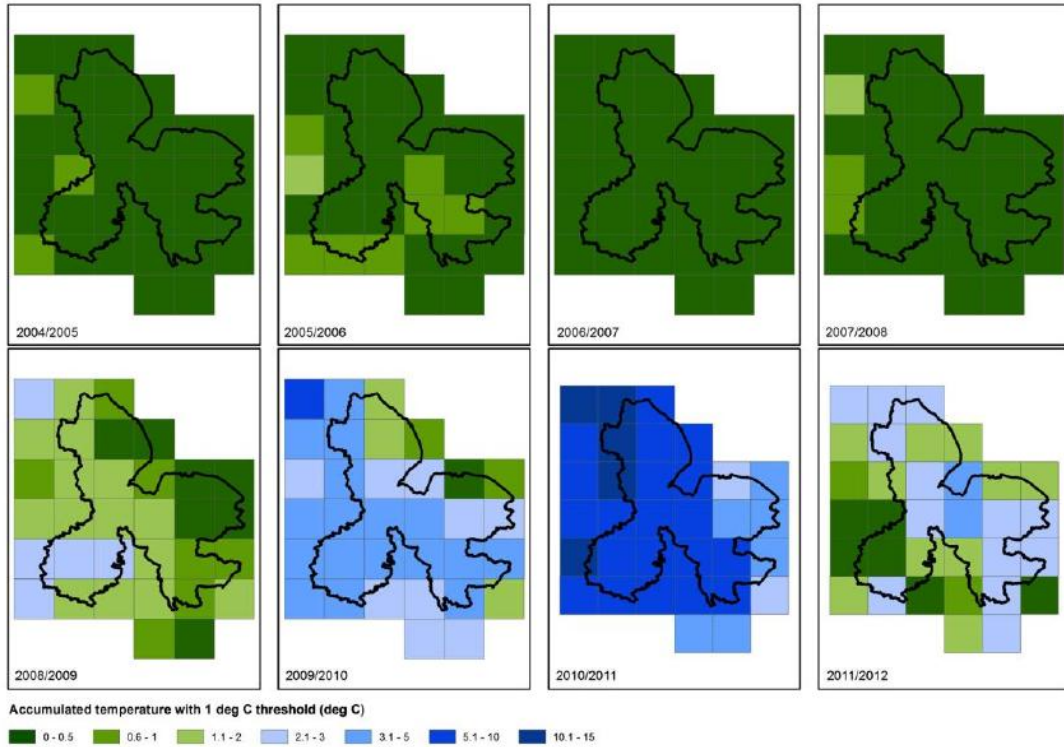 2004/2005
2005/2006
2006/2007
2007/2008
2008/2009
2009/2010
2010/2011
2011/2012
Accumulated temperature with 1 deg C threshold (deg C)
0 - 0.5
0.6 - 1
1.1 - 2
2.1 - 3
3.1 - 5
5.1 - 10
10.1 - 15